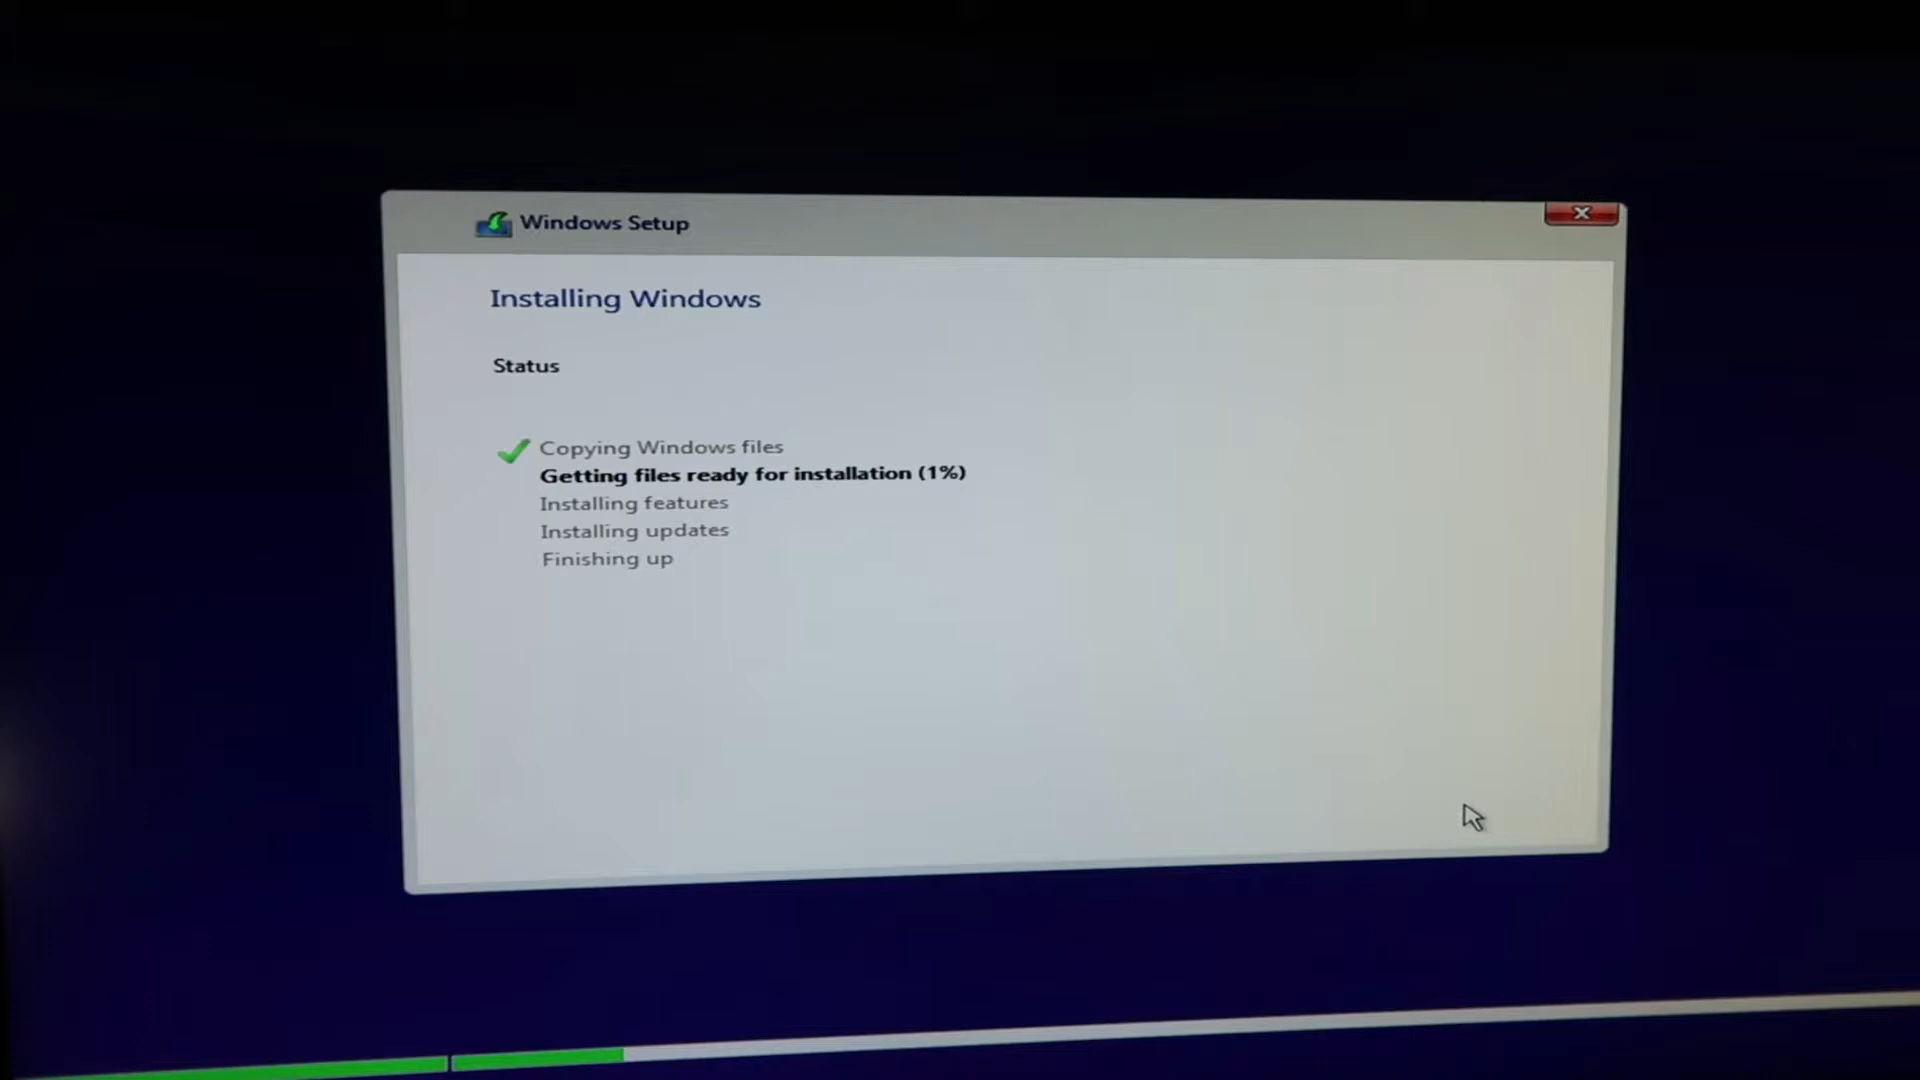 Windows Setup
Installing Windows
Status
Copying Windows files
Getting files ready for installation (1%)
Installing features
Installing updates
Finishing up